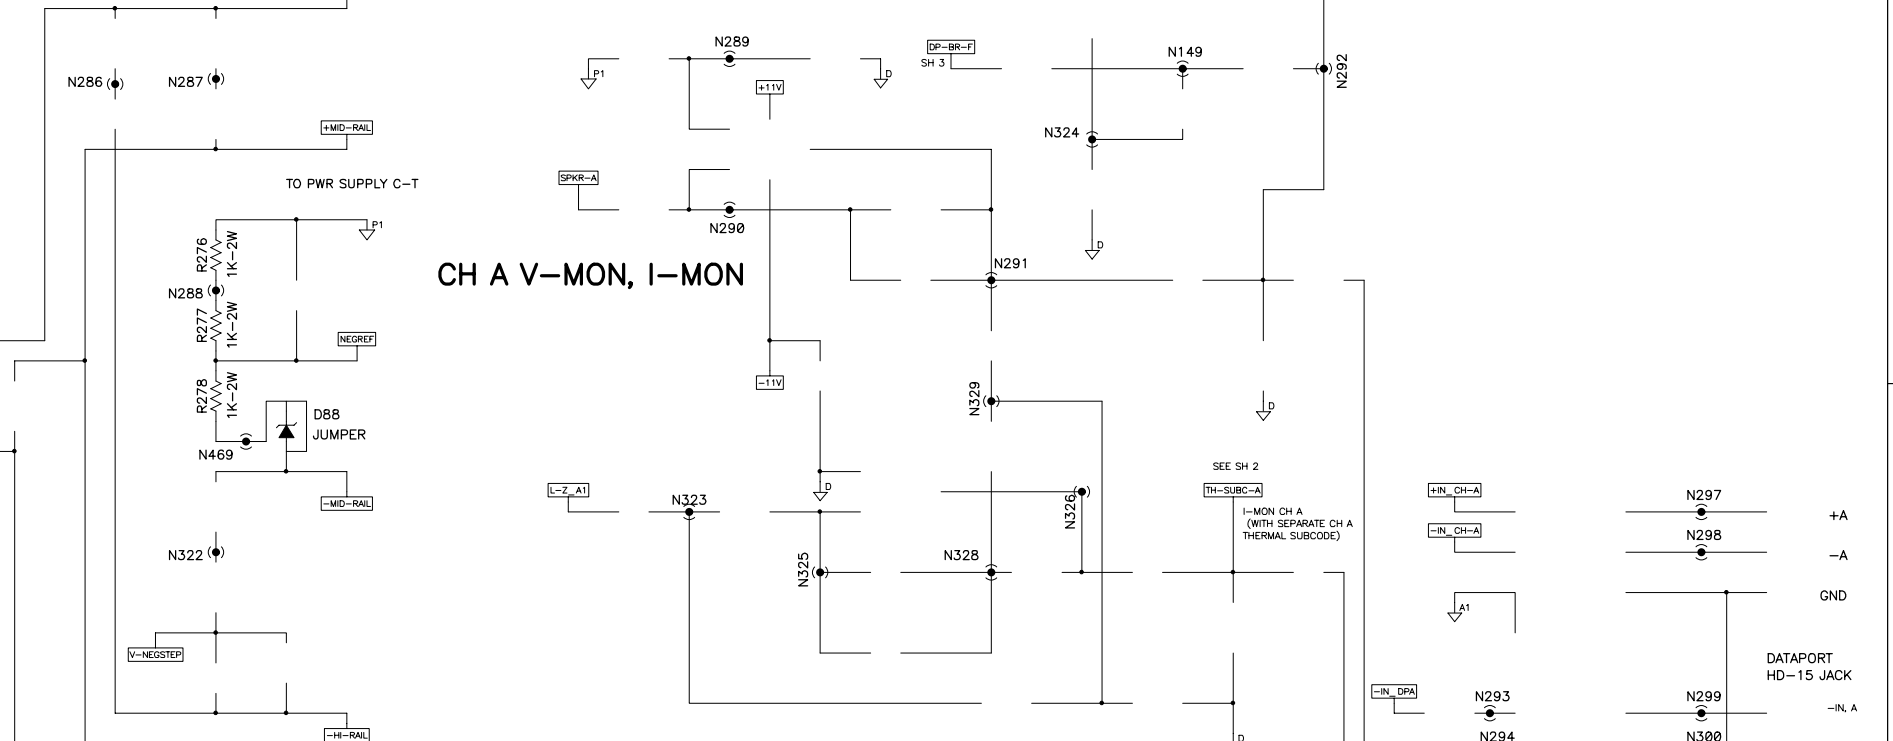 N289
DP-BR-F
SH 3
N149
N292
N286
N287
P1
D
+11V
+MID-RAIL
N324
TO PWR SUPPLY C-T
SPKR-A
N290
P1
D
R276
1K-2W
N288
R277
1K-2W
CH A V-MON, I-MON
N291
NEGREF
-11V
R278
1K-2W
D88
JUMPER
N469
N329
D
SEE SH 2
-MID-RAIL
L-Z_A1
N323
D
N326
TH-SUBC-A
I-MON CH A
(WITH SEPARATE CH A
THERMAL SUBCODE)
+IN_CH-A
N297
+A
-IN_CH-A
N298
-A
N322
N325
N328
A1
GND
V-NEGSTEP
DATAPORT
HD-15 JACK
-IN_DPA
N293
N299
-IN, A
-HI-RAIL
D
N294
N300